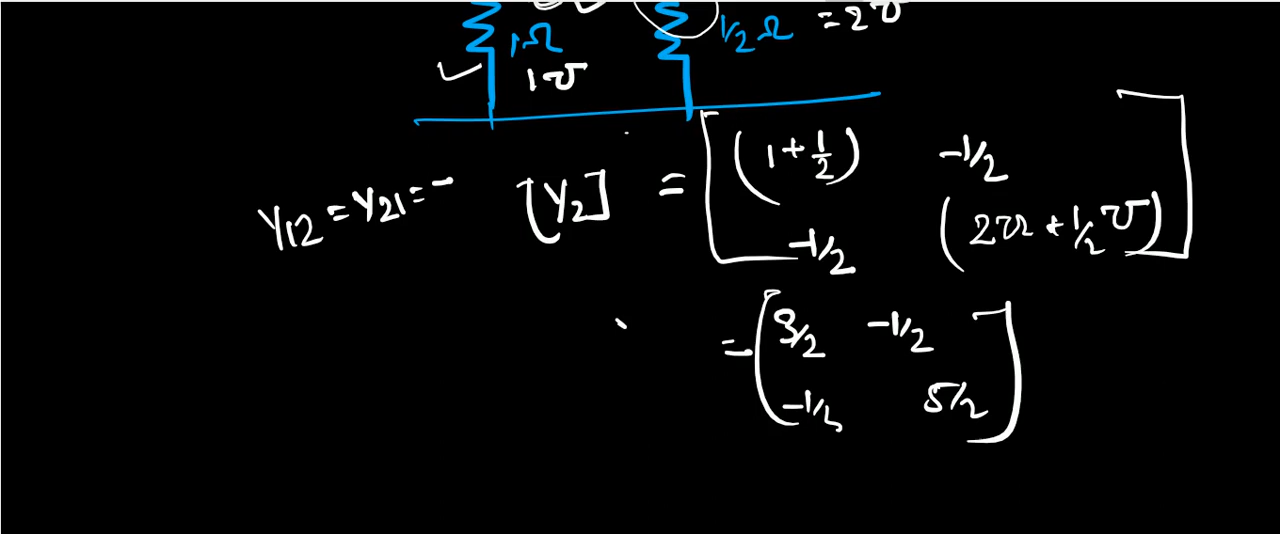 1Ω 1/2 Ω = 2℧
1℧
Y12 = Y21 = - [Y2] = [ (1 + 1/2) -1/2
-1/2 (2℧ + 1/2 ℧) ]
= [ 3/2 -1/2
-1/2 5/2 ]